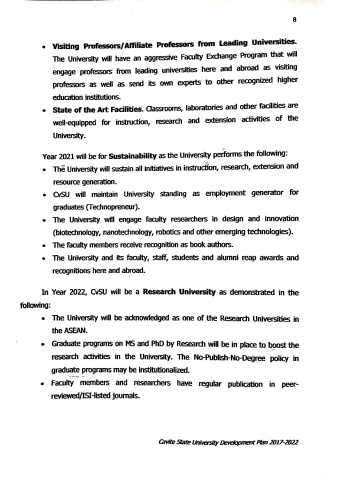 8
• Visiting Professors/Affiliate Professors from Leading Universities.
The University will have an aggressive Faculty Exchange Program that will
engage professors from leading universities here and abroad as visiting
professors as well as send its own experts to other recognized higher
education institutions.
• State of the Art Facilities. Classrooms, laboratories and other facilities are
well-equipped for instruction, research and extension activities of the
University.
Year 2021 will be for Sustainability as the University performs the following:
• The University will sustain all initiatives in instruction, research, extension and
resource generation.
• CvSU will maintain University standing as employment generator for
graduates (Technopreneur).
• The University will engage faculty researchers in design and innovation
(biotechnology, nanotechnology, robotics and other emerging technologies).
• The faculty members receive recognition as book authors.
• The University and its faculty, staff, students and alumni reap awards and
recognitions here and abroad.
In Year 2022, CvSU will be a Research University as demonstrated in the
following:
• The University will be acknowledged as one of the Research Universities in
the ASEAN.
• Graduate programs on MS and PhD by Research will be in place to boost the
research activities in the University. The No-Publish-No-Degree policy in
graduate programs may be institutionalized.
• Faculty members and researchers have regular publication in peer-
reviewed/ISI-listed journals.
Cavite State University Development Plan 2017-2022